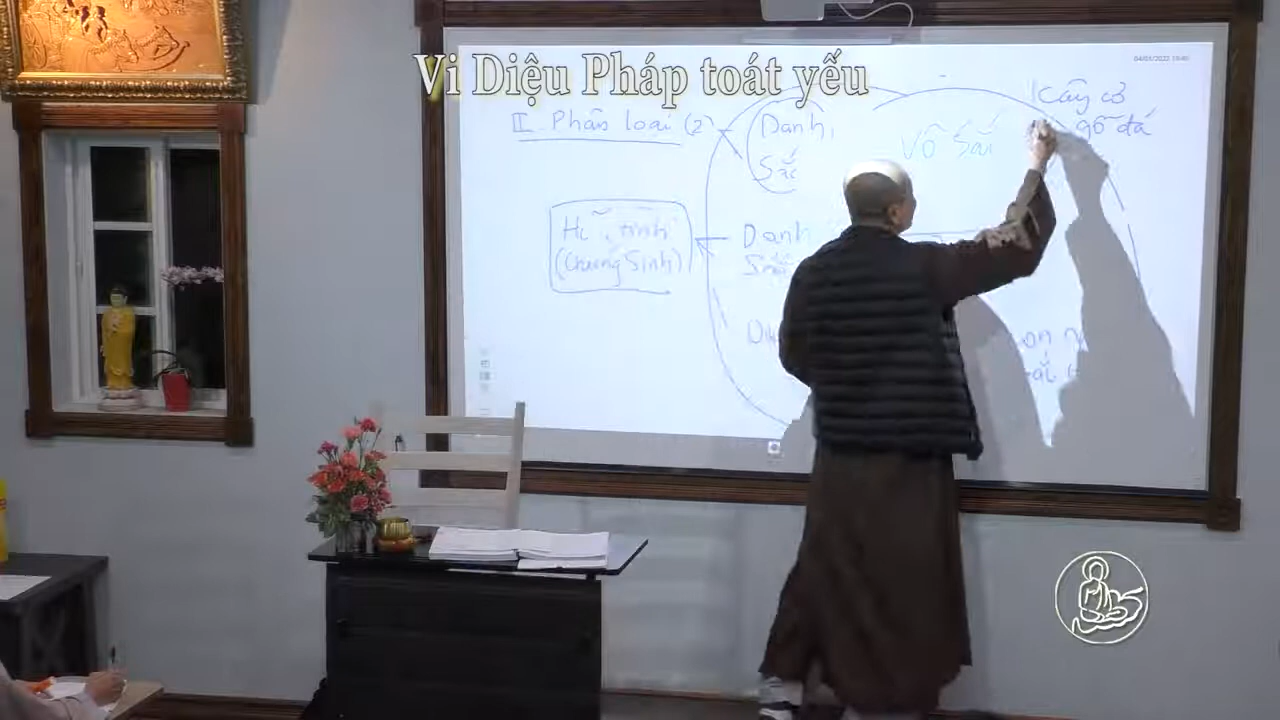 Vi Diệu Pháp toát yếu
II. Phân loại (2)
Danh
Sắc
Vô Sắc
Cây cỏ
gỗ đá
Hữu tình
(Chúng Sinh)
Danh
Sắc